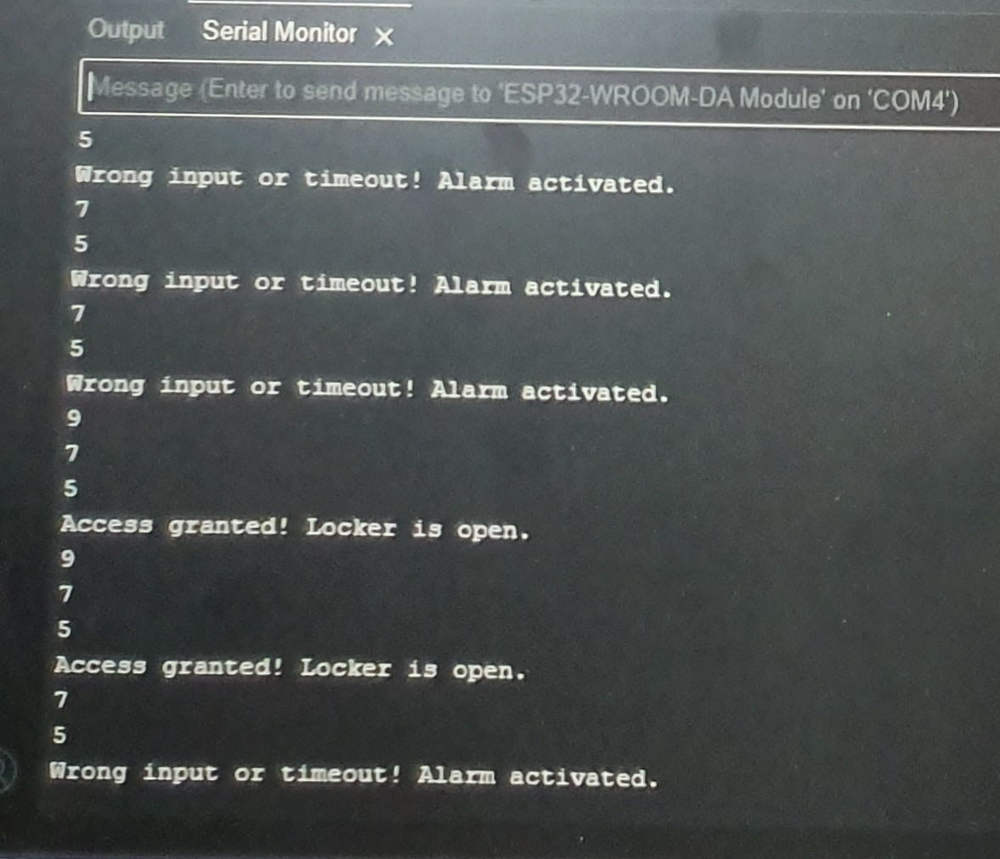 Output Serial Monitor X
Message (Enter to send message to 'ESP32-WROOM-DA Module' on 'COM4')
5
Wrong input or timeout! Alarm activated.
7
5
Wrong input or timeout! Alarm activated.
7
5
Wrong input or timeout! Alarm activated.
9
7
5
Access granted! Locker is open.
9
7
5
Access granted! Locker is open.
7
5
Wrong input or timeout! Alarm activated.